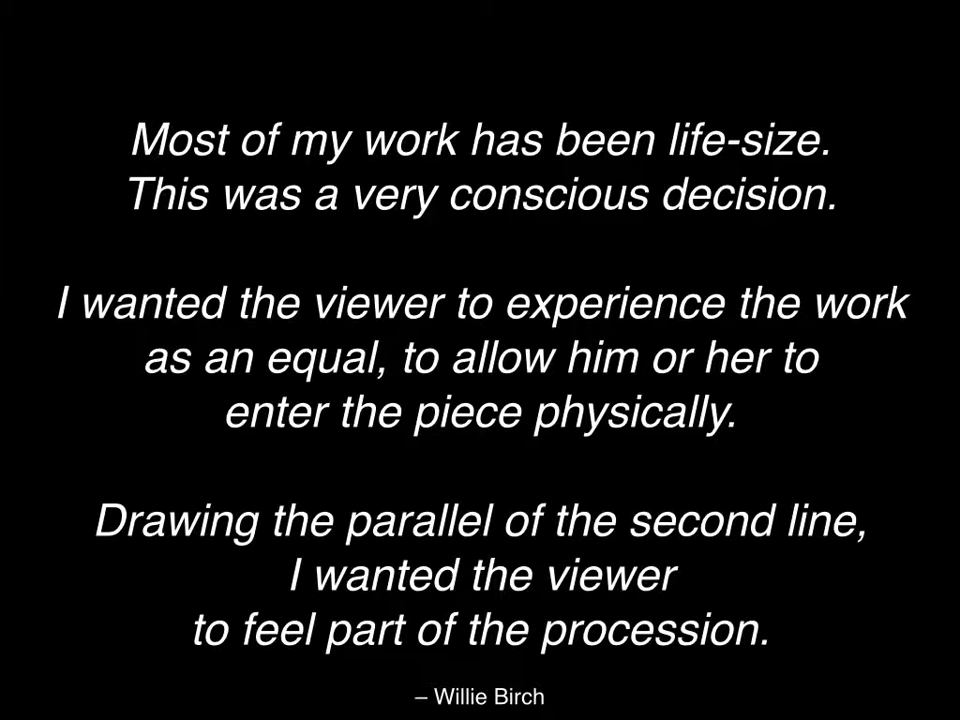 Most of my work has been life-size.
This was a very conscious decision.
I wanted the viewer to experience the work
as an equal, to allow him or her to
enter the piece physically.
Drawing the parallel of the second line,
I wanted the viewer
to feel part of the procession.
– Willie Birch